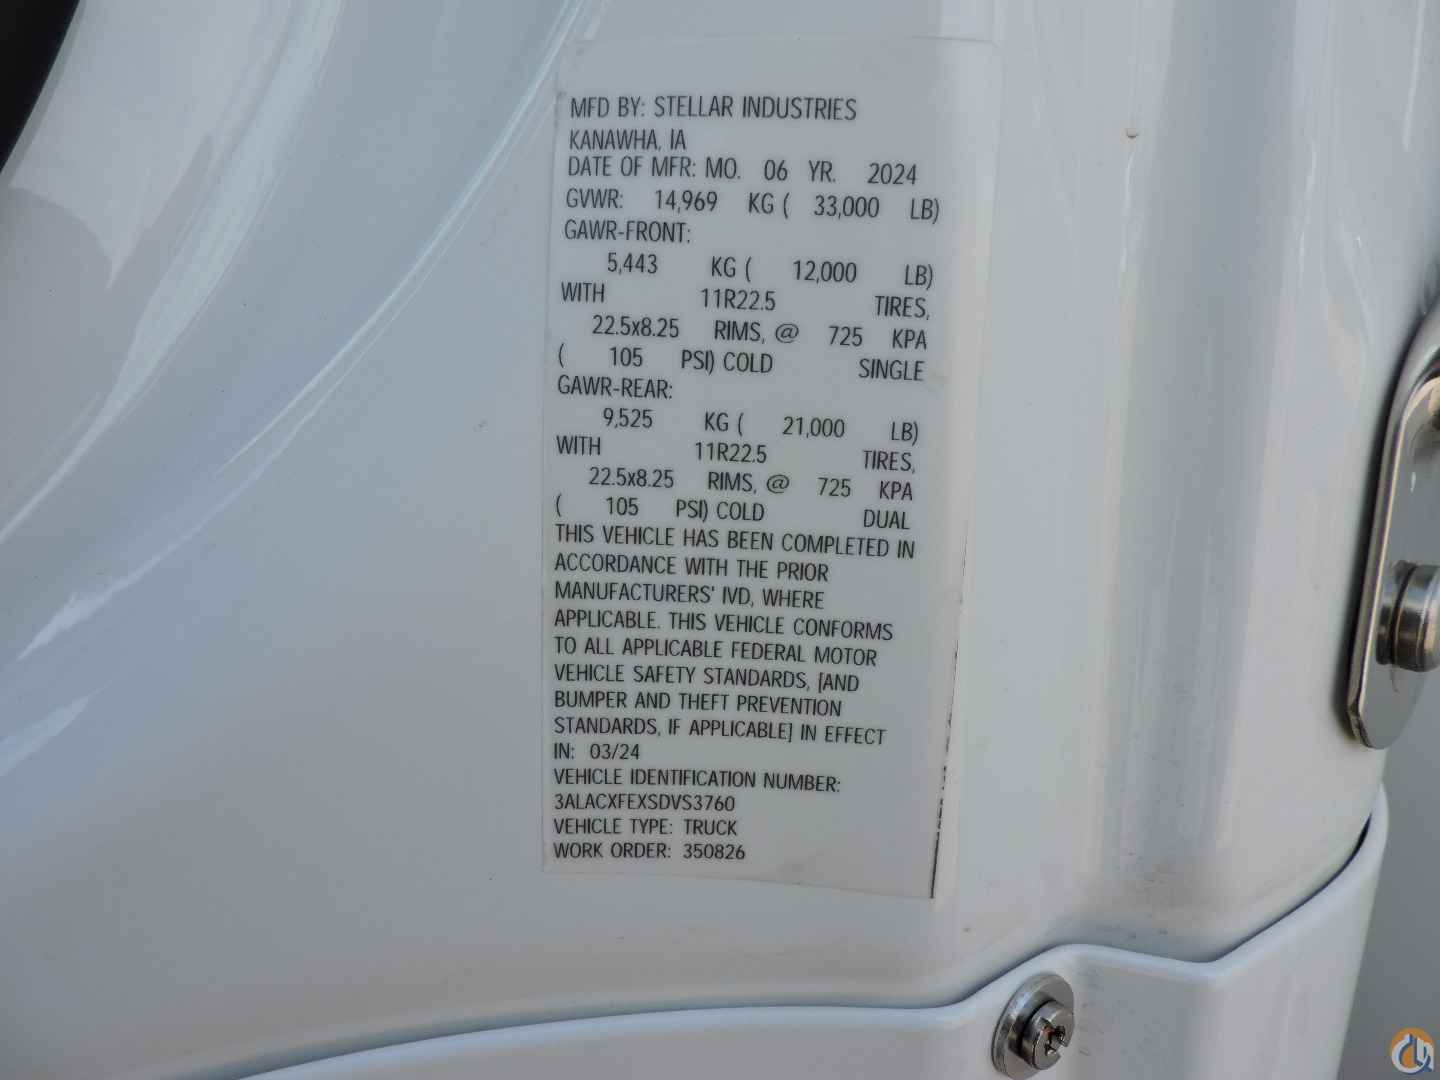 MFD BY: STELLAR INDUSTRIES
KANAWHA, IA
DATE OF MFR: MO. 06 YR. 2024
GVWR: 14,969 KG ( 33,000 LB)
GAWR-FRONT:
5,443 KG ( 12,000 LB)
WITH 11R22.5 TIRES,
22.5x8.25 RIMS, @ 725 KPA
( 105 PSI) COLD SINGLE
GAWR-REAR:
9,525 KG ( 21,000 LB)
WITH 11R22.5 TIRES,
22.5x8.25 RIMS, @ 725 KPA
( 105 PSI) COLD DUAL
THIS VEHICLE HAS BEEN COMPLETED IN
ACCORDANCE WITH THE PRIOR
MANUFACTURERS' IVD, WHERE
APPLICABLE. THIS VEHICLE CONFORMS
TO ALL APPLICABLE FEDERAL MOTOR
VEHICLE SAFETY STANDARDS, [AND
BUMPER AND THEFT PREVENTION
STANDARDS, IF APPLICABLE] IN EFFECT
IN: 03/24
VEHICLE IDENTIFICATION NUMBER:
3ALACXFEXSDVS3760
VEHICLE TYPE: TRUCK
WORK ORDER: 350826